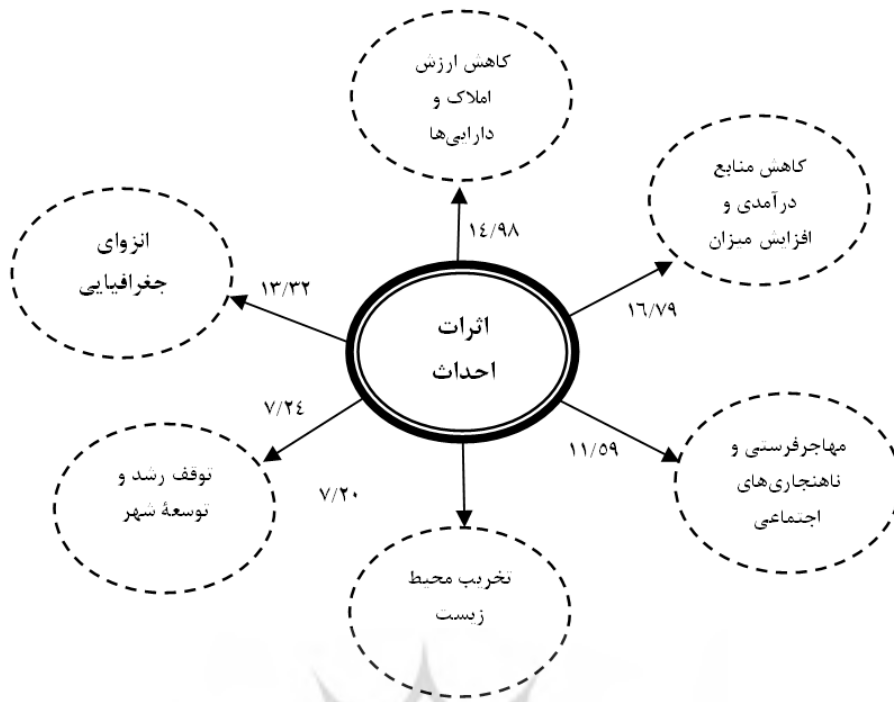 کاهش ارزش
املاک و
دارایی‌ها
کاهش منابع
درآمدی و
افزایش میزان
۱۴/۹۸
۱۶/۷۹
انزوای
جغرافیایی
۱۳/۳۲
اثرات
احداث
۷/۲۴
توقف رشد و
توسعهٔ شهر
۷/۲۰
۱۱/۵۹
مهاجرفرستی و
ناهنجاری‌های
اجتماعی
تخریب محیط
زیست